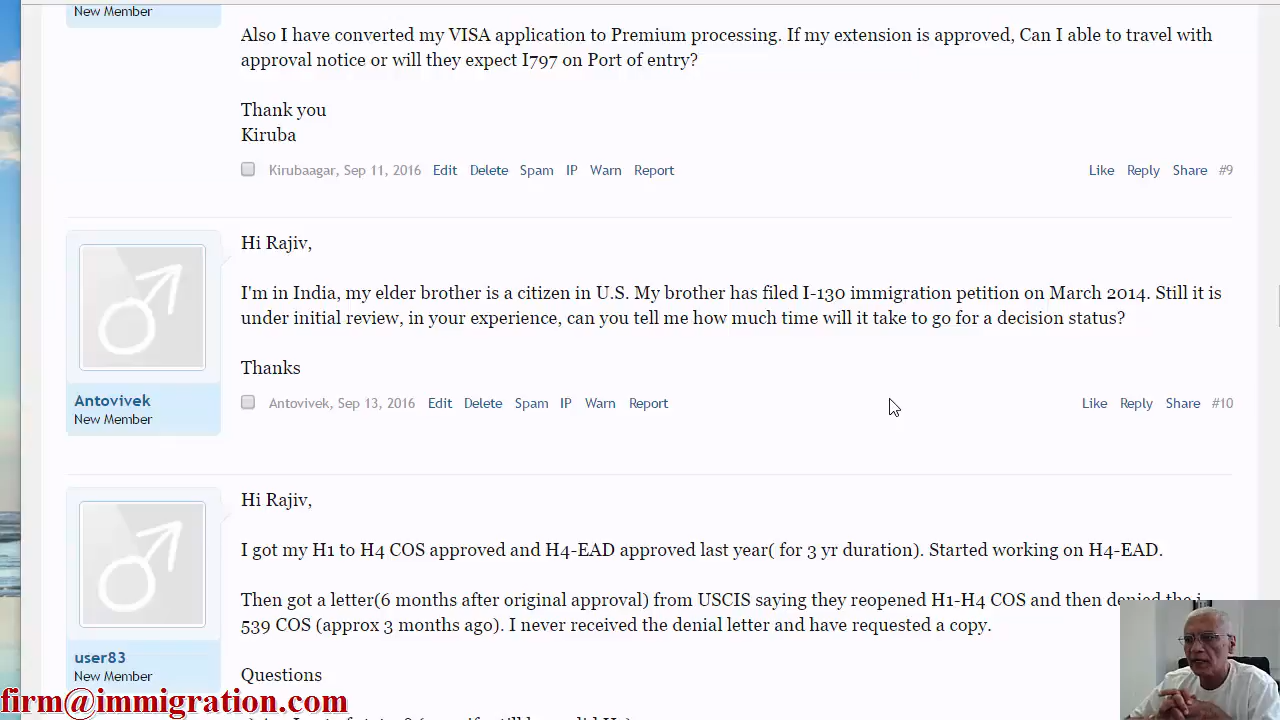 New Member
Also I have converted my VISA application to Premium processing. If my extension is approved, Can I able to travel with
approval notice or will they expect I797 on Port of entry?
Thank you
Kiruba
Kirubaagar, Sep 11, 2016 Edit Delete Spam IP Warn Report Like Reply Share #9
Hi Rajiv,
I'm in India, my elder brother is a citizen in U.S. My brother has filed I-130 immigration petition on March 2014. Still it is
under initial review, in your experience, can you tell me how much time will it take to go for a decision status?
Thanks
Antovivek
New Member
Antovivek, Sep 13, 2016 Edit Delete Spam IP Warn Report Like Reply Share #10
Hi Rajiv,
I got my H1 to H4 COS approved and H4-EAD approved last year( for 3 yr duration). Started working on H4-EAD.
Then got a letter(6 months after original approval) from USCIS saying they reopened H1-H4 COS and then denied the i
539 COS (approx 3 months ago). I never received the denial letter and have requested a copy.
user83
New Member
Questions
firm@immigration.com